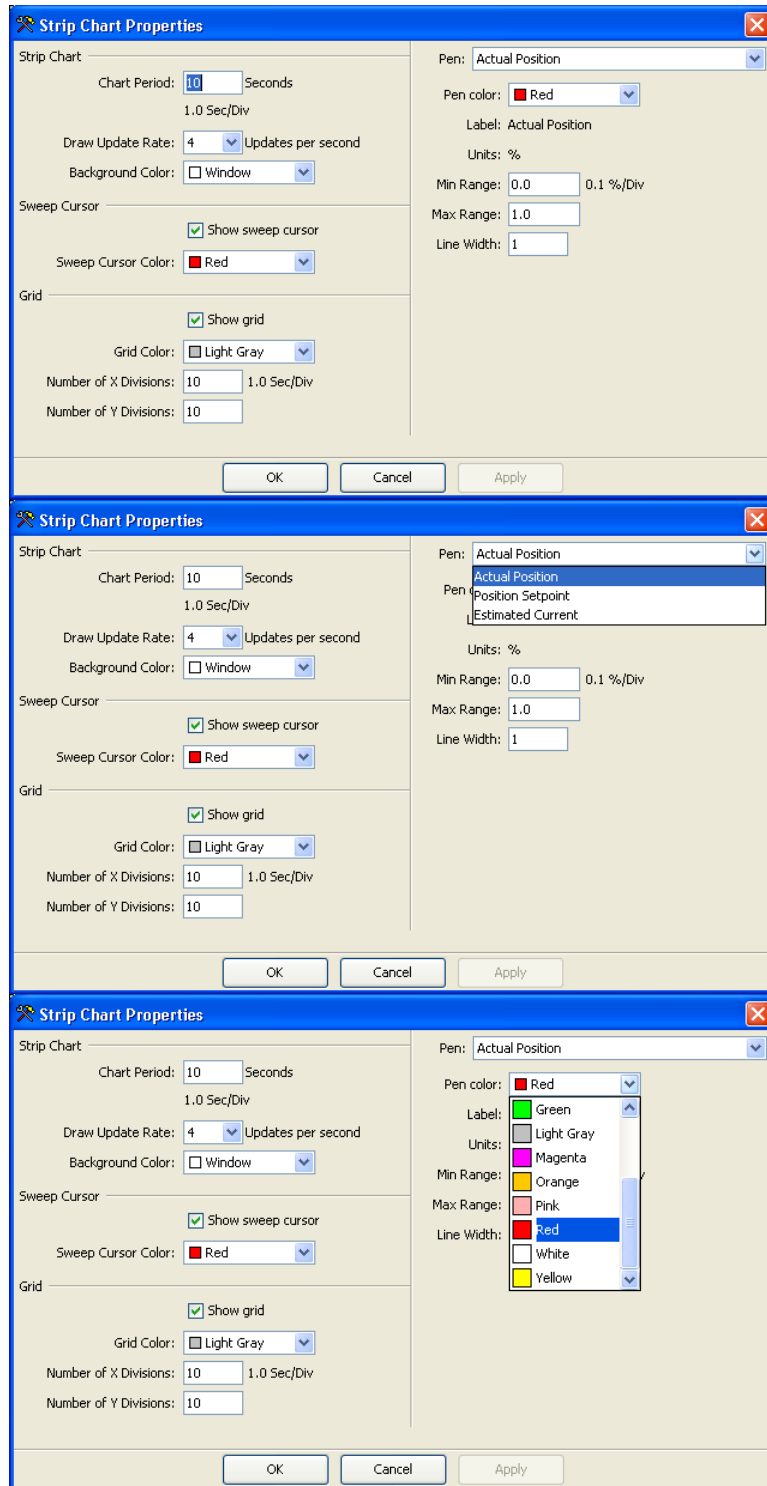 Strip Chart Properties
Strip Chart
Chart Period: 10 Seconds
1.0 Sec/Div
Draw Update Rate: 4 Updates per second
Background Color: Window
Sweep Cursor
Show sweep cursor
Sweep Cursor Color: Red
Grid
Show grid
Grid Color: Light Gray
Number of X Divisions: 10 1.0 Sec/Div
Number of Y Divisions: 10
Pen: Actual Position
Pen color: Red
Label: Actual Position
Units: %
Min Range: 0.0 0.1 %/Div
Max Range: 1.0
Line Width: 1
OK Cancel Apply
Strip Chart Properties
Strip Chart
Chart Period: 10 Seconds
1.0 Sec/Div
Draw Update Rate: 4 Updates per second
Background Color: Window
Sweep Cursor
Show sweep cursor
Sweep Cursor Color: Red
Grid
Show grid
Grid Color: Light Gray
Number of X Divisions: 10 1.0 Sec/Div
Number of Y Divisions: 10
Pen: Actual Position
Actual Position
Pen
Position Setpoint
Estimated Current
Units: %
Min Range: 0.0 0.1 %/Div
Max Range: 1.0
Line Width: 1
OK Cancel Apply
Strip Chart Properties
Strip Chart
Chart Period: 10 Seconds
1.0 Sec/Div
Draw Update Rate: 4 Updates per second
Background Color: Window
Sweep Cursor
Show sweep cursor
Sweep Cursor Color: Red
Grid
Show grid
Grid Color: Light Gray
Number of X Divisions: 10 1.0 Sec/Div
Number of Y Divisions: 10
Pen: Actual Position
Pen color: Red
Label: Green
Light Gray
Units:
Magenta
Min Range: Orange
Max Range: Pink
Line Width: Red
White
Yellow
OK Cancel Apply